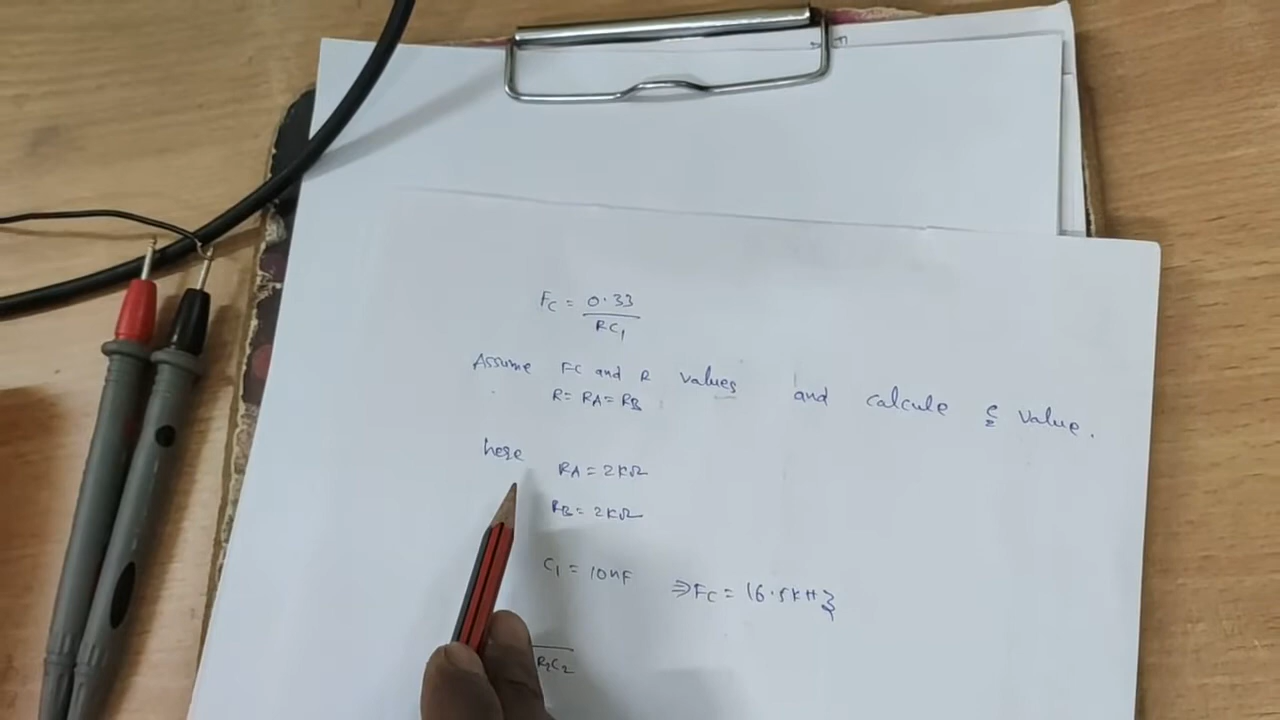 Fc = 0.33
RC1
Assume Fc and R values and calcule C value.
R = RA = RB
here
RA = 2KΩ
RB = 2KΩ
C1 = 10nF ⇒ Fc = 16.5KHz
R2C2